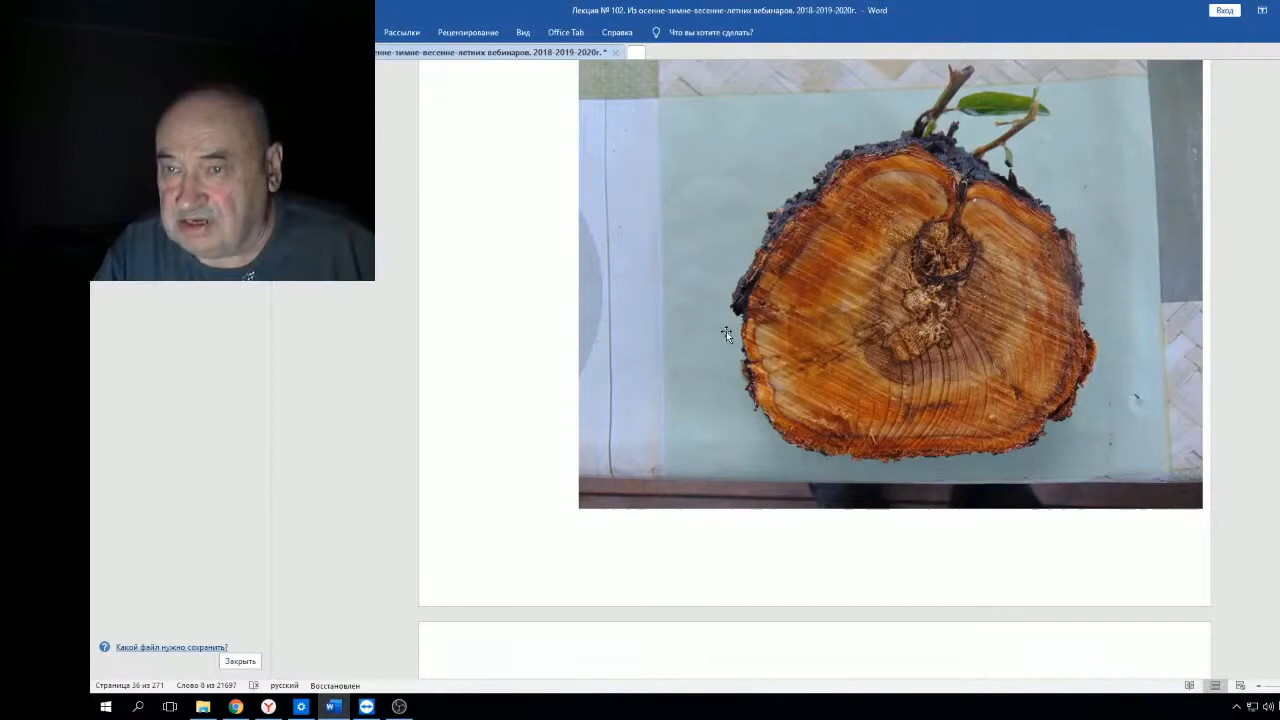 Лекция № 102. Из осенне-зимне-весенне-летних вебинаров. 2018-2019-2020г. - Word
Вход
Рассылки Рецензирование Вид Office Tab Справка Что вы хотите сделать?
нне-зимне-весенне-летних вебинаров. 2018-2019-2020г. *
Какой файл нужно сохранить?
Закрыть
Страница 36 из 271 Слово 8 из 21697 русский Восстановлен